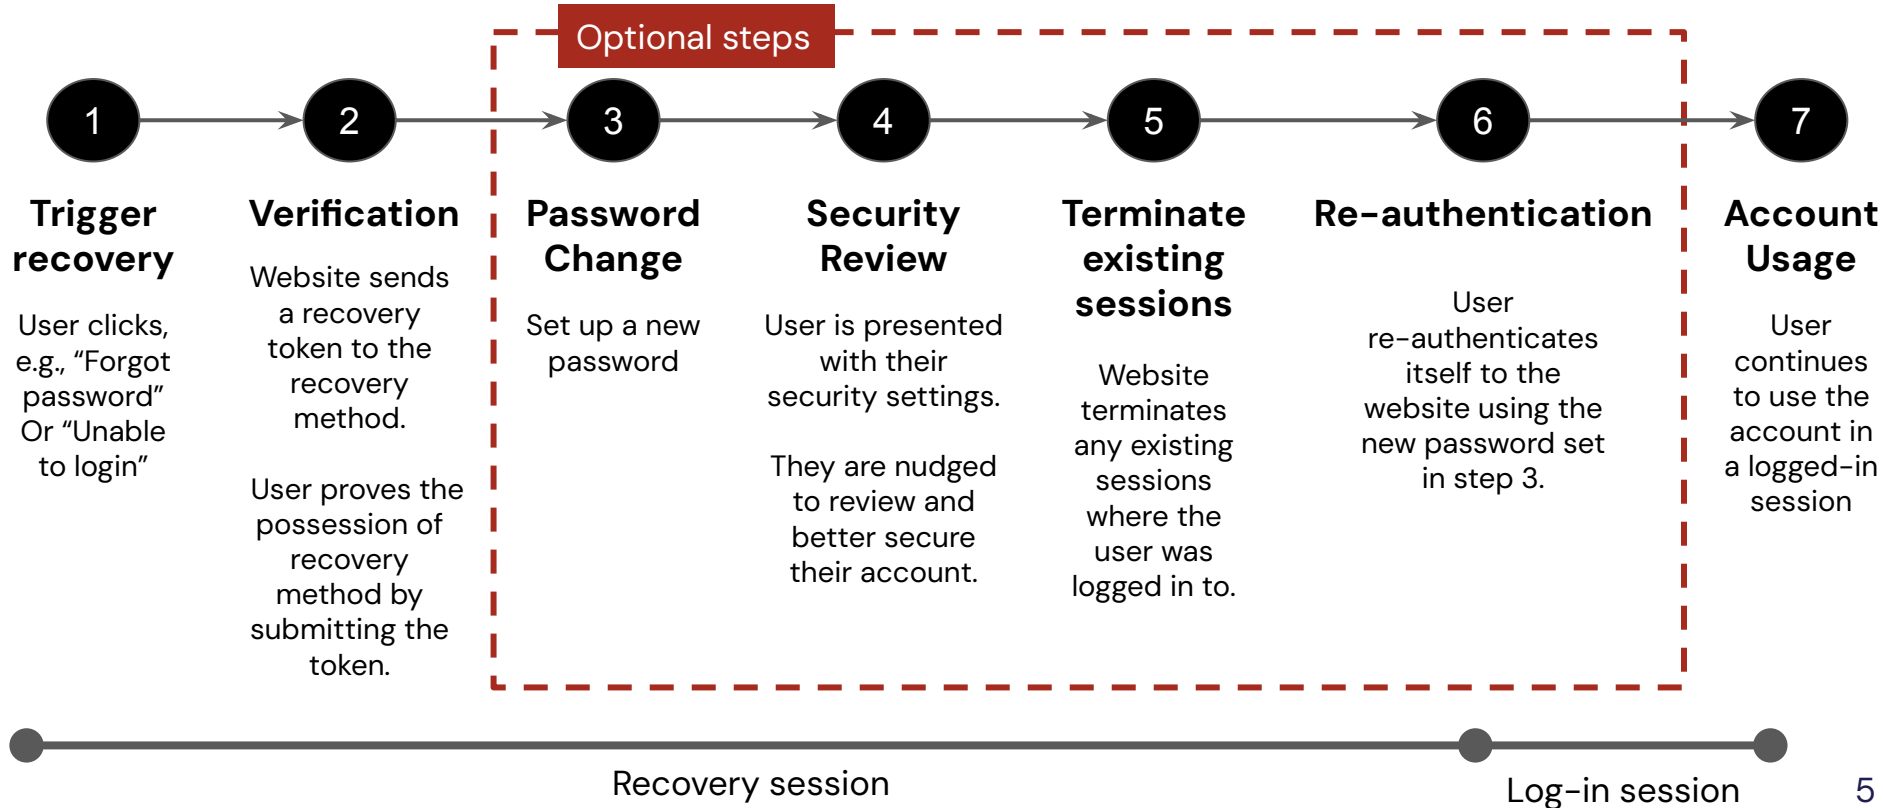 Optional steps
1
2
3
4
5
6
7
Trigger
recovery
User clicks,
e.g., “Forgot
password”
Or “Unable
to login”
Verification
Website sends
a recovery
token to the
recovery
method.
User proves the
possession of
recovery
method by
submitting the
token.
Password
Change
Set up a new
password
Security
Review
User is presented
with their
security settings.
They are nudged
to review and
better secure
their account.
Terminate
existing
sessions
Website
terminates
any existing
sessions
where the
user was
logged in to.
Re-authentication
User
re-authenticates
itself to the
website using the
new password set
in step 3.
Account
Usage
User
continues
to use the
account in
a logged-in
session
Recovery session
Log-in session
5